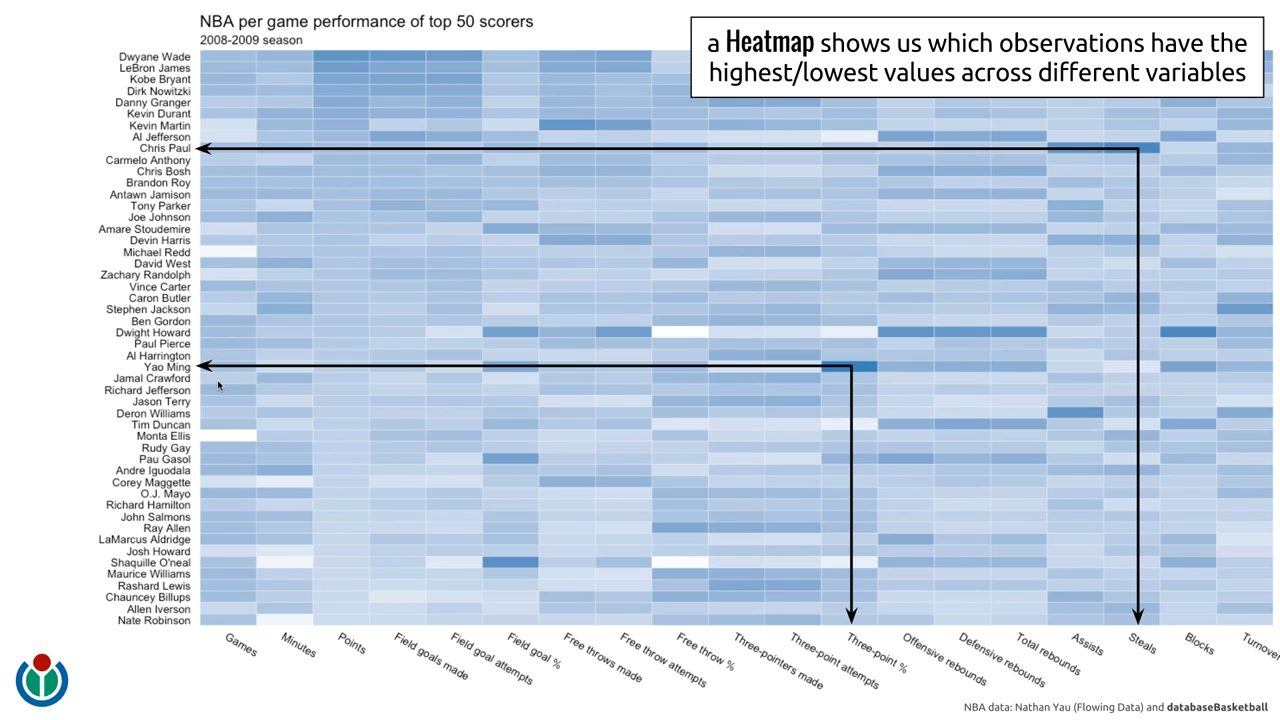 NBA per game performance of top 50 scorers
2008-2009 season
a Heatmap shows us which observations have the
highest/lowest values across different variables
Dwyane Wade
LeBron James
Kobe Bryant
Dirk Nowitzki
Danny Granger
Kevin Durant
Kevin Martin
Al Jefferson
Chris Paul
Carmelo Anthony
Chris Bosh
Brandon Roy
Antawn Jamison
Tony Parker
Joe Johnson
Amare Stoudemire
Devin Harris
Michael Redd
David West
Zachary Randolph
Vince Carter
Caron Butler
Stephen Jackson
Ben Gordon
Dwight Howard
Paul Pierce
Al Harrington
Yao Ming
Jamal Crawford
Richard Jefferson
Jason Terry
Deron Williams
Tim Duncan
Monta Ellis
Rudy Gay
Pau Gasol
Andre Iguodala
Corey Maggette
O.J. Mayo
Richard Hamilton
John Salmons
Ray Allen
LaMarcus Aldridge
Josh Howard
Shaquille O'neal
Maurice Williams
Rashard Lewis
Chauncey Billups
Allen Iverson
Nate Robinson
Games
Minutes
Points
Field goals made
Field goal attempts
Field goal %
Free throws made
Free throw attempts
Free throw %
Three-pointers made
Three-point attempts
Three-point %
Offensive rebounds
Defensive rebounds
Total rebounds
Assists
Steals
Blocks
Turnover
NBA data: Nathan Yau (Flowing Data) and databaseBasketball